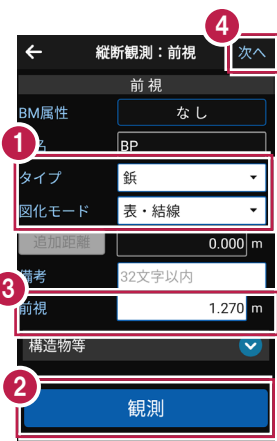 4
← 縦断観測：前視 次へ
前 視
BM属性 な し
1
名 BP
タイプ 鋲
図化モード 表・結線
追加距離 0.000 m
備考 32文字以内
3
前視 1.270 m
構造物等
2
観測